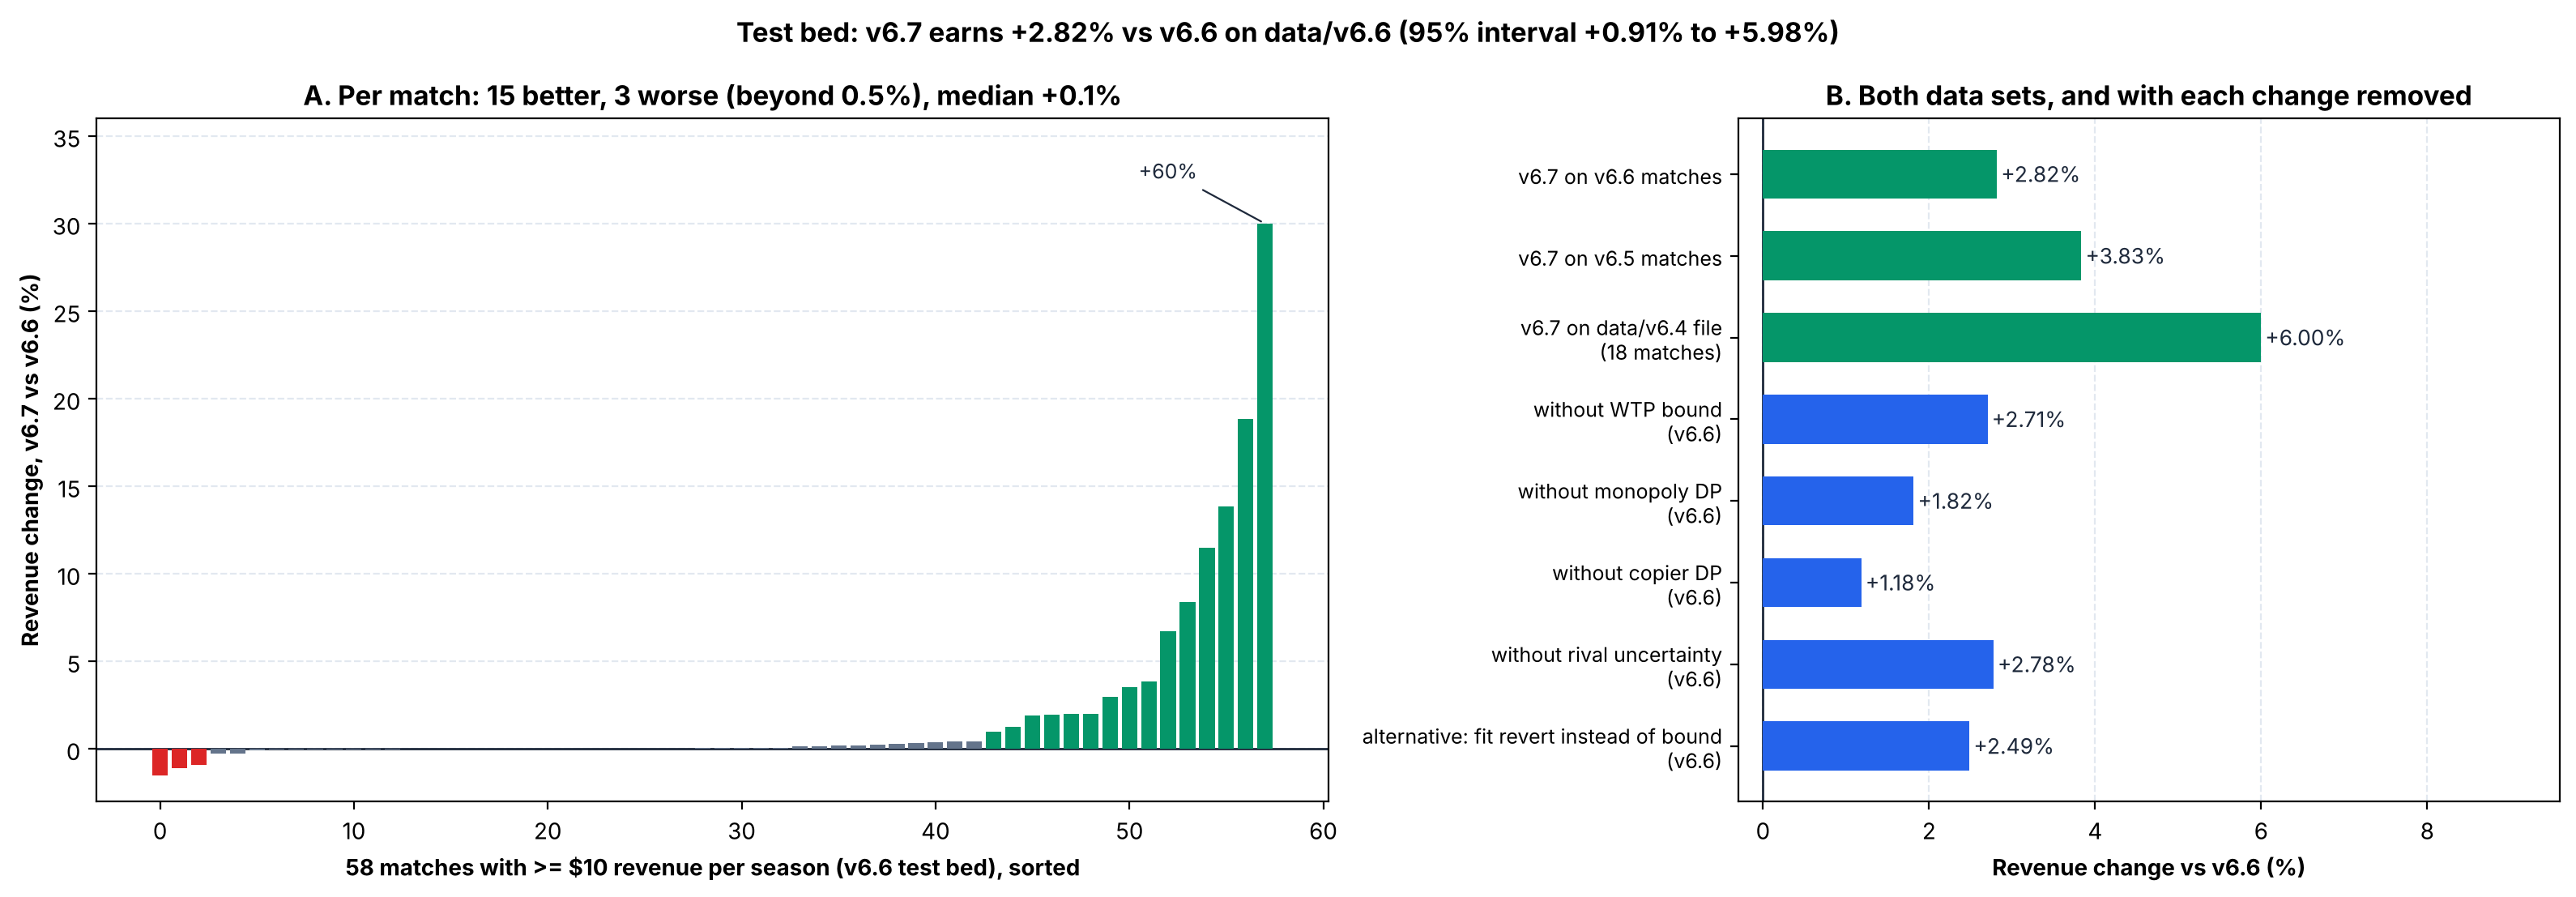 Test bed: v6.7 earns +2.82% vs v6.6 on data/v6.6 (95% interval +0.91% to +5.98%)
A. Per match: 15 better, 3 worse (beyond 0.5%), median +0.1%
Revenue change, v6.7 vs v6.6 (%)
35
30
25
20
15
10
5
0
+60%
0
10
20
30
40
50
60
58 matches with >= $10 revenue per season (v6.6 test bed), sorted
B. Both data sets, and with each change removed
v6.7 on v6.6 matches
+2.82%
v6.7 on v6.5 matches
+3.83%
v6.7 on data/v6.4 file
(18 matches)
+6.00%
without WTP bound
(v6.6)
+2.71%
without monopoly DP
(v6.6)
+1.82%
without copier DP
(v6.6)
+1.18%
without rival uncertainty
(v6.6)
+2.78%
alternative: fit revert instead of bound
(v6.6)
+2.49%
0
2
4
6
8
Revenue change vs v6.6 (%)